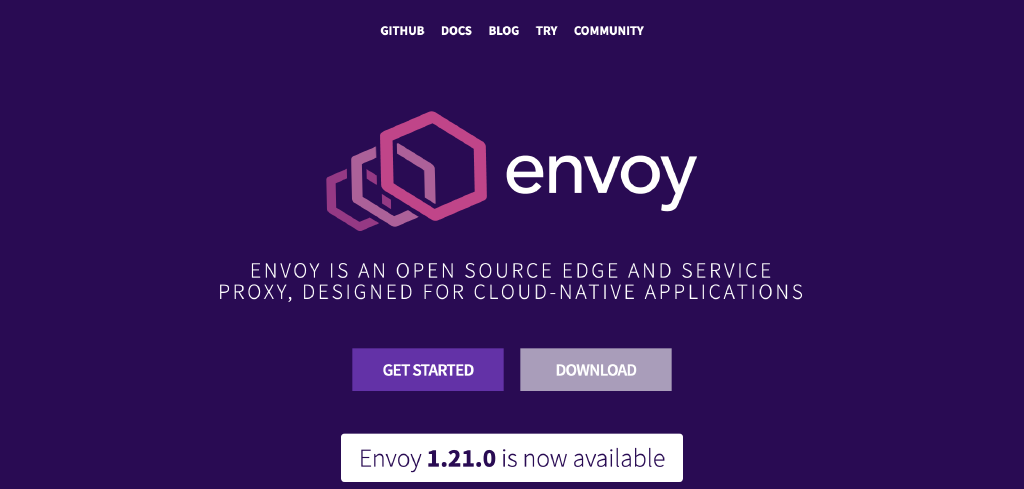 GITHUB DOCS BLOG TRY COMMUNITY
envoy
ENVOY IS AN OPEN SOURCE EDGE AND SERVICE
PROXY, DESIGNED FOR CLOUD-NATIVE APPLICATIONS
GET STARTED DOWNLOAD
Envoy 1.21.0 is now available